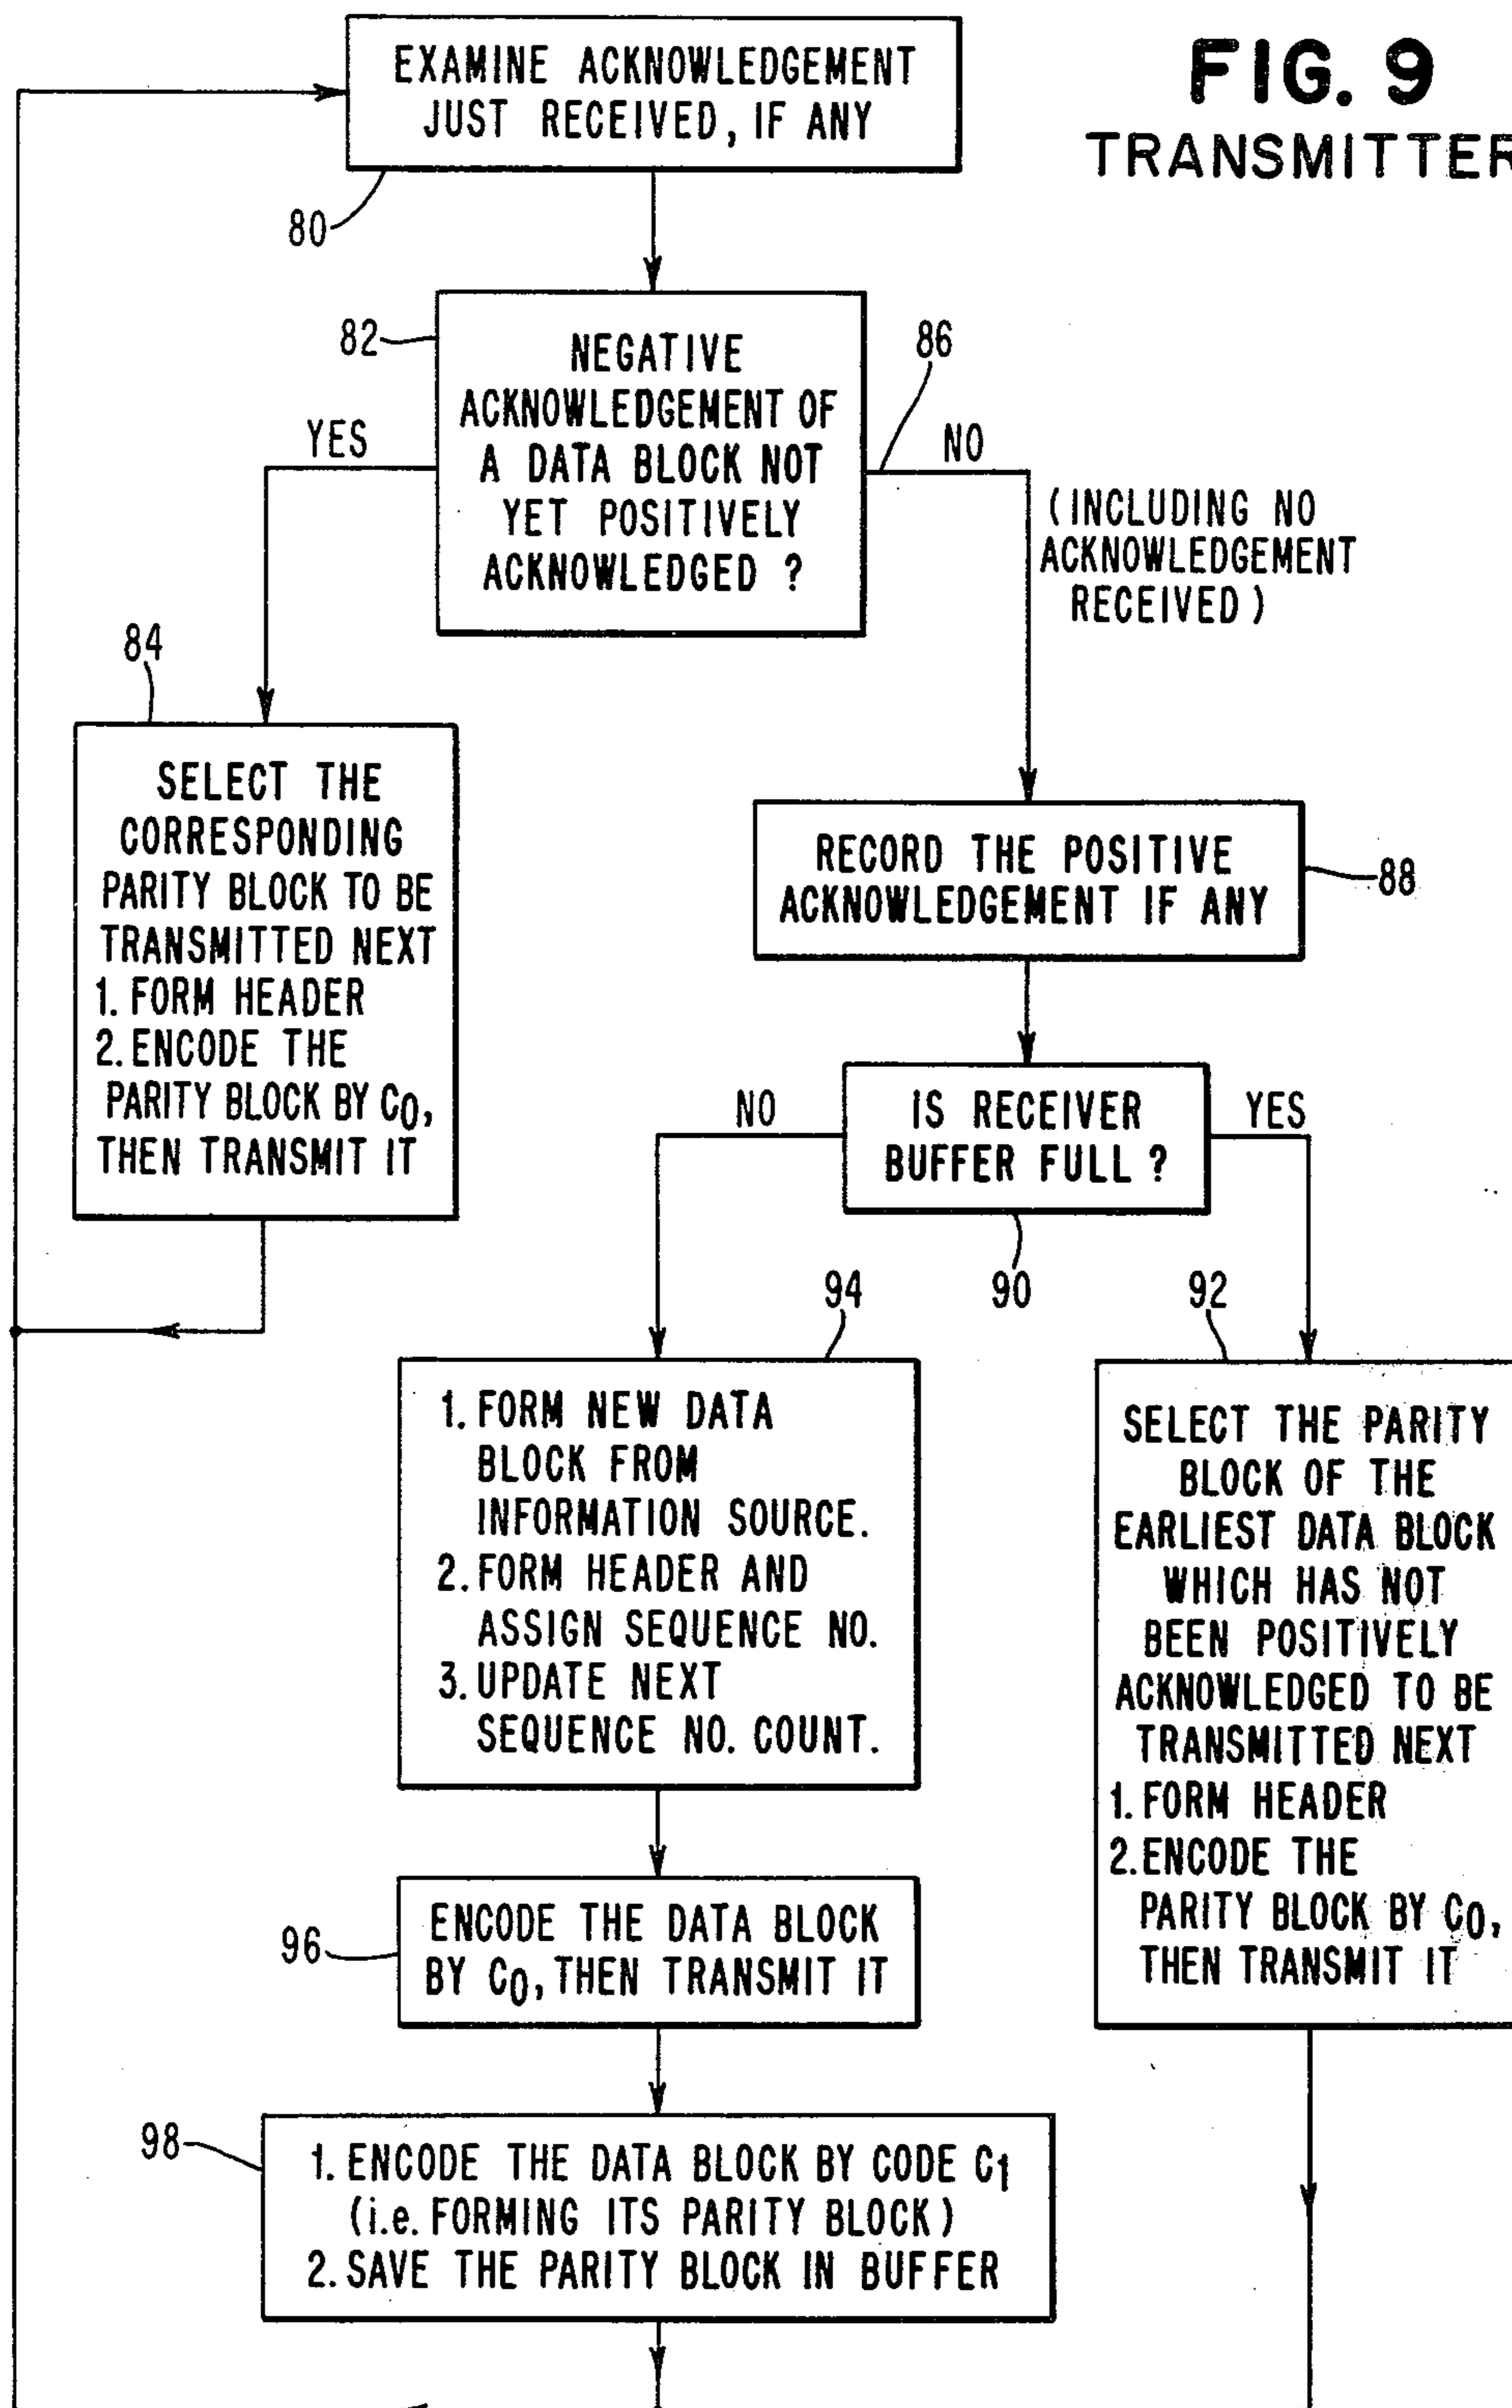 FIG. 9
TRANSMITTER
EXAMINE ACKNOWLEDGEMENT
JUST RECEIVED, IF ANY
80
82
NEGATIVE
ACKNOWLEDGEMENT OF
A DATA BLOCK NOT
YET POSITIVELY
ACKNOWLEDGED ?
YES
86
NO
(INCLUDING NO
ACKNOWLEDGEMENT
RECEIVED)
84
SELECT THE
CORRESPONDING
PARITY BLOCK TO BE
TRANSMITTED NEXT
1. FORM HEADER
2. ENCODE THE
PARITY BLOCK BY C0,
THEN TRANSMIT IT
RECORD THE POSITIVE
ACKNOWLEDGEMENT IF ANY
88
NO
IS RECEIVER
BUFFER FULL ?
YES
90
94
92
1. FORM NEW DATA
BLOCK FROM
INFORMATION SOURCE.
2. FORM HEADER AND
ASSIGN SEQUENCE NO.
3. UPDATE NEXT
SEQUENCE NO. COUNT.
SELECT THE PARITY
BLOCK OF THE
EARLIEST DATA BLOCK
WHICH HAS NOT
BEEN POSITIVELY
ACKNOWLEDGED TO BE
TRANSMITTED NEXT
1. FORM HEADER
2. ENCODE THE
PARITY BLOCK BY C0,
THEN TRANSMIT IT
96
ENCODE THE DATA BLOCK
BY C0, THEN TRANSMIT IT
98
1. ENCODE THE DATA BLOCK BY CODE C1
(i.e. FORMING ITS PARITY BLOCK)
2. SAVE THE PARITY BLOCK IN BUFFER